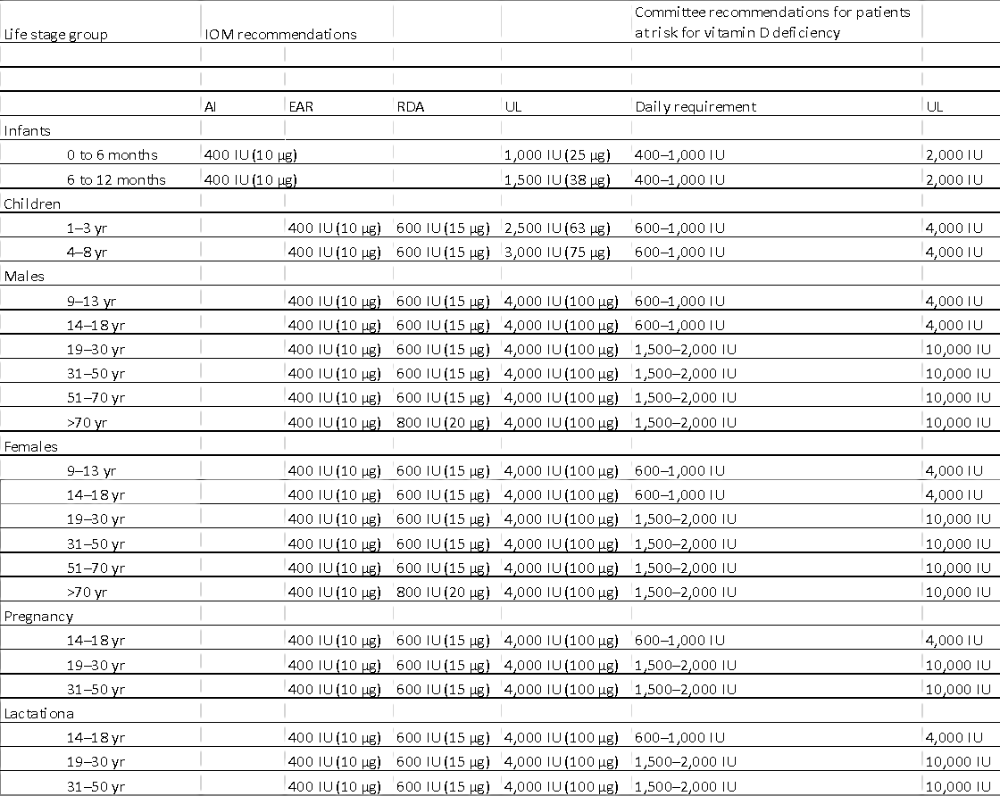 Committee recommendations for patients
Life stage group IOM recommendations at risk for vitamin D deficiency
AI EAR RDA UL Daily requirement UL
Infants
0 to 6 months 400 IU (10 µg) 1,000 IU (25 µg) 400–1,000 IU 2,000 IU
6 to 12 months 400 IU (10 µg) 1,500 IU (38 µg) 400–1,000 IU 2,000 IU
Children
1–3 yr 400 IU (10 µg) 600 IU (15 µg) 2,500 IU (63 µg) 600–1,000 IU 4,000 IU
4–8 yr 400 IU (10 µg) 600 IU (15 µg) 3,000 IU (75 µg) 600–1,000 IU 4,000 IU
Males
9–13 yr 400 IU (10 µg) 600 IU (15 µg) 4,000 IU (100 µg) 600–1,000 IU 4,000 IU
14–18 yr 400 IU (10 µg) 600 IU (15 µg) 4,000 IU (100 µg) 600–1,000 IU 4,000 IU
19–30 yr 400 IU (10 µg) 600 IU (15 µg) 4,000 IU (100 µg) 1,500–2,000 IU 10,000 IU
31–50 yr 400 IU (10 µg) 600 IU (15 µg) 4,000 IU (100 µg) 1,500–2,000 IU 10,000 IU
51–70 yr 400 IU (10 µg) 600 IU (15 µg) 4,000 IU (100 µg) 1,500–2,000 IU 10,000 IU
>70 yr 400 IU (10 µg) 800 IU (20 µg) 4,000 IU (100 µg) 1,500–2,000 IU 10,000 IU
Females
9–13 yr 400 IU (10 µg) 600 IU (15 µg) 4,000 IU (100 µg) 600–1,000 IU 4,000 IU
14–18 yr 400 IU (10 µg) 600 IU (15 µg) 4,000 IU (100 µg) 600–1,000 IU 4,000 IU
19–30 yr 400 IU (10 µg) 600 IU (15 µg) 4,000 IU (100 µg) 1,500–2,000 IU 10,000 IU
31–50 yr 400 IU (10 µg) 600 IU (15 µg) 4,000 IU (100 µg) 1,500–2,000 IU 10,000 IU
51–70 yr 400 IU (10 µg) 600 IU (15 µg) 4,000 IU (100 µg) 1,500–2,000 IU 10,000 IU
>70 yr 400 IU (10 µg) 800 IU (20 µg) 4,000 IU (100 µg) 1,500–2,000 IU 10,000 IU
Pregnancy
14–18 yr 400 IU (10 µg) 600 IU (15 µg) 4,000 IU (100 µg) 600–1,000 IU 4,000 IU
19–30 yr 400 IU (10 µg) 600 IU (15 µg) 4,000 IU (100 µg) 1,500–2,000 IU 10,000 IU
31–50 yr 400 IU (10 µg) 600 IU (15 µg) 4,000 IU (100 µg) 1,500–2,000 IU 10,000 IU
Lactationa
14–18 yr 400 IU (10 µg) 600 IU (15 µg) 4,000 IU (100 µg) 600–1,000 IU 4,000 IU
19–30 yr 400 IU (10 µg) 600 IU (15 µg) 4,000 IU (100 µg) 1,500–2,000 IU 10,000 IU
31–50 yr 400 IU (10 µg) 600 IU (15 µg) 4,000 IU (100 µg) 1,500–2,000 IU 10,000 IU